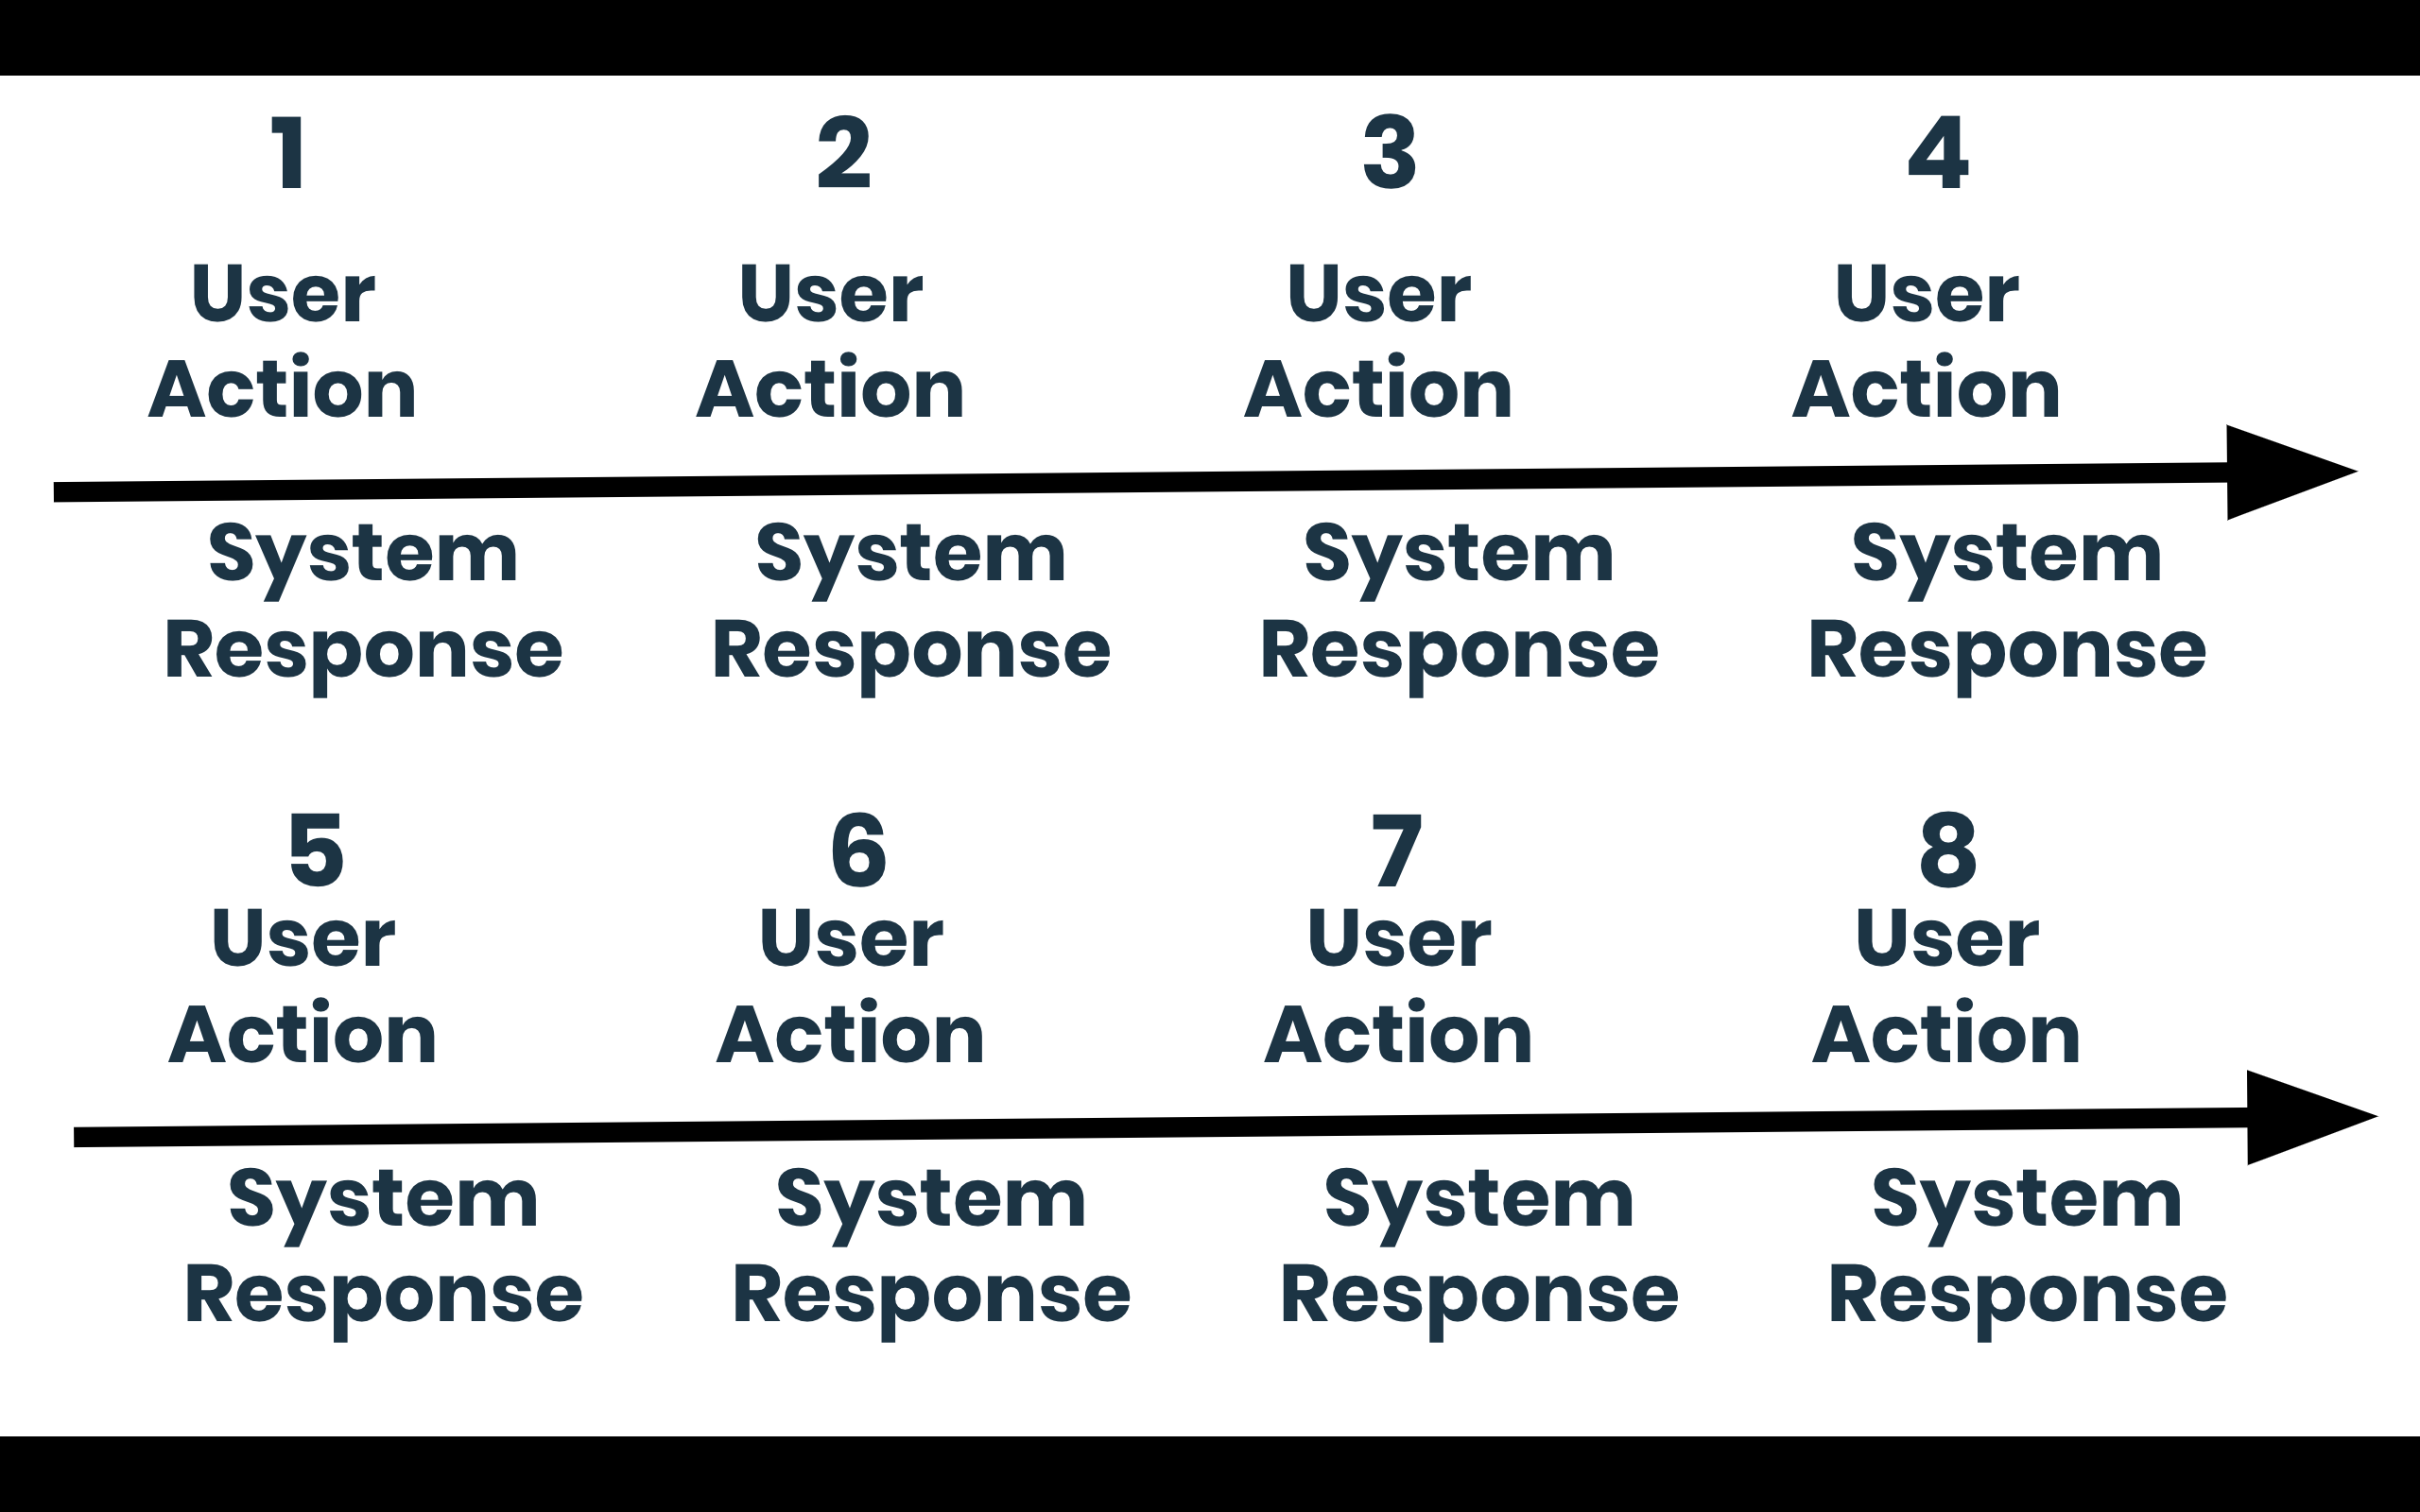 1 2 3 4
User User User User
Action Action Action Action
System System System System
Response Response Response Response
5 6 7 8
User User User User
Action Action Action Action
System System System System
Response Response Response Response